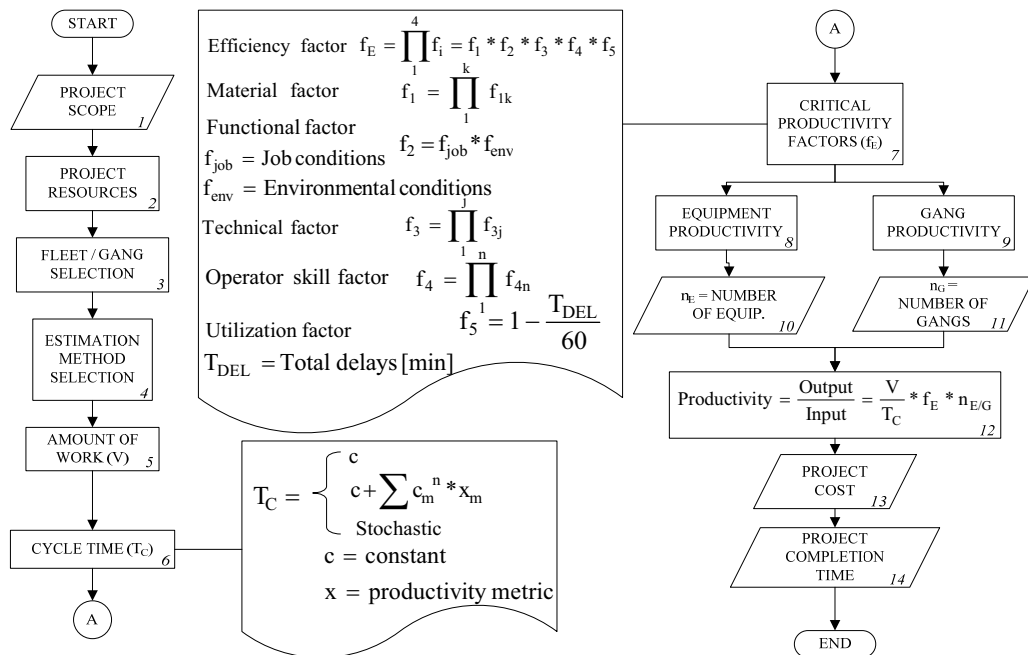 START
PROJECT
SCOPE
1
PROJECT
RESOURCES
2
FLEET / GANG
SELECTION
3
ESTIMATION
METHOD
SELECTION
4
AMOUNT OF
WORK (V)
5
CYCLE TIME (T_C)
6
A
Efficiency factor f_E = ∏_1^4 f_i = f_1 * f_2 * f_3 * f_4 * f_5
Material factor f_1 = ∏_1^k f_1k
Functional factor
f_job = Job conditions f_2 = f_job * f_env
f_env = Environmental conditions
Technical factor f_3 = ∏_1^j f_3j
Operator skill factor f_4 = ∏_1^n f_4n
Utilization factor f_5 = 1 − T_DEL / 60
T_DEL = Total delays [min]
T_C = {
c
c + ∑ c_m^n * x_m
Stochastic
c = constant
x = productivity metric
A
CRITICAL
PRODUCTIVITY
FACTORS (f_E)
7
EQUIPMENT
PRODUCTIVITY
8
GANG
PRODUCTIVITY
9
n_E = NUMBER
OF EQUIP.
10
n_G =
NUMBER OF
GANGS
11
Productivity = Output / Input = V / T_C * f_E * n_E/G
12
PROJECT
COST
13
PROJECT
COMPLETION
TIME
14
END